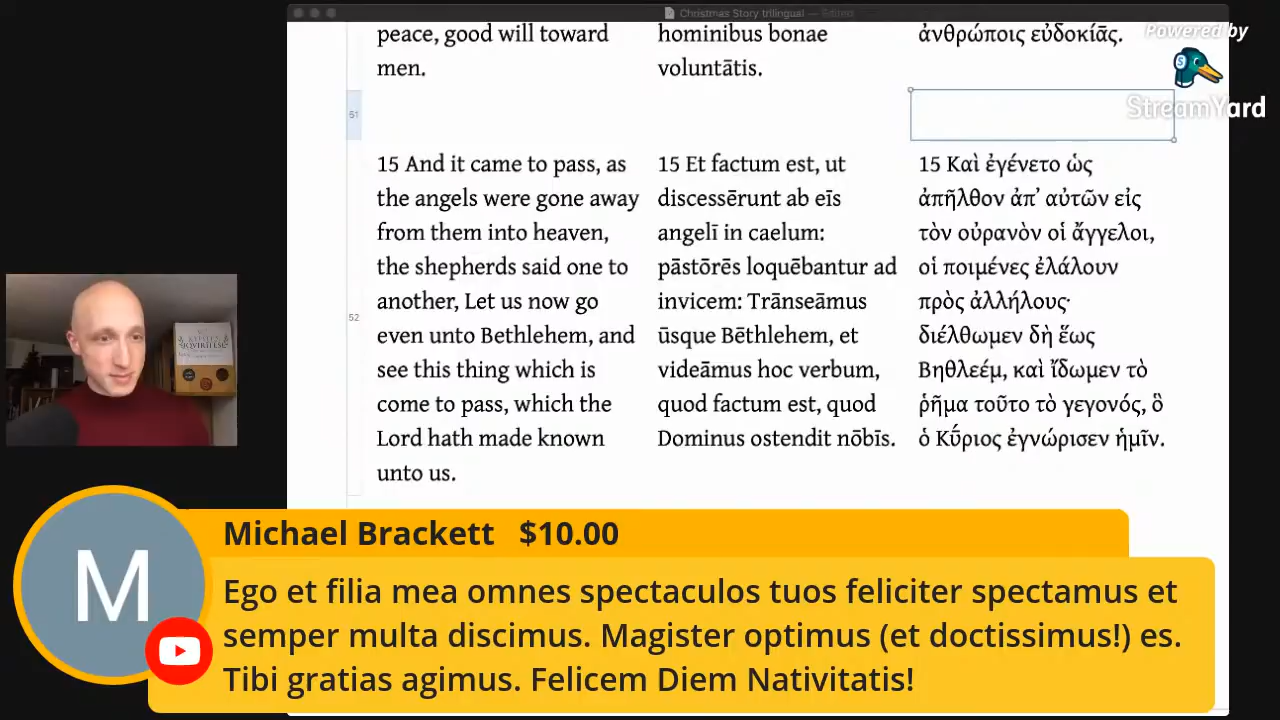 Christmas Story trilingual — Edited
peace, good will toward
men.
hominibus bonae
voluntātis.
ἀνθρώποις εὐδοκίᾱς.
Powered by
StreamYard
51
15 And it came to pass, as
the angels were gone away
from them into heaven,
the shepherds said one to
another, Let us now go
even unto Bethlehem, and
see this thing which is
come to pass, which the
Lord hath made known
unto us.
52
15 Et factum est, ut
discessērunt ab eīs
angelī in caelum:
pāstōrēs loquēbantur ad
invicem: Trānseāmus
ūsque Bēthlehem, et
videāmus hoc verbum,
quod factum est, quod
Dominus ostendit nōbīs.
15 Καὶ ἐγένετο ὡς
ἀπῆλθον ἀπ’ αὐτῶν εἰς
τὸν οὐρανὸν οἱ ἄγγελοι,
οἱ ποιμένες ἐλάλουν
πρὸς ἀλλήλους·
διέλθωμεν δὴ ἕως
Βηθλεέμ, καὶ ἴδωμεν τὸ
ῥῆμα τοῦτο τὸ γεγονός, ὃ
ὁ Κῡ́ριος ἐγνώρισεν ἡμῖν.
M
Michael Brackett $10.00
Ego et filia mea omnes spectaculos tuos feliciter spectamus et
semper multa discimus. Magister optimus (et doctissimus!) es.
Tibi gratias agimus. Felicem Diem Nativitatis!